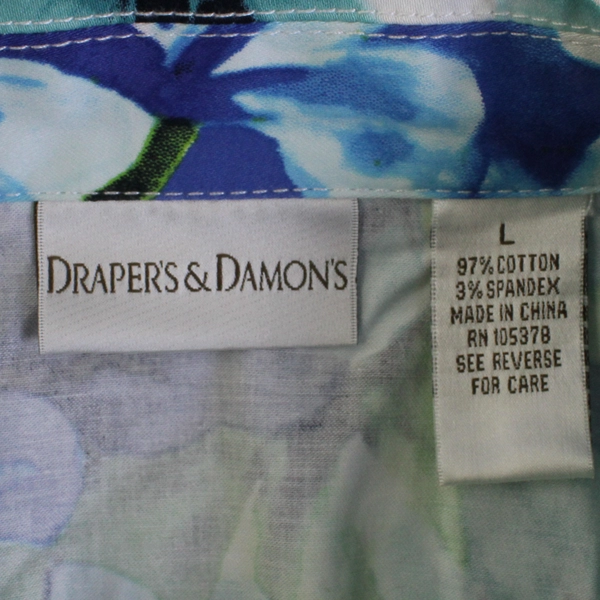 DRAPER'S & DAMON'S
L
97% COTTON
3% SPANDEX
MADE IN CHINA
RN 105378
SEE REVERSE
FOR CARE